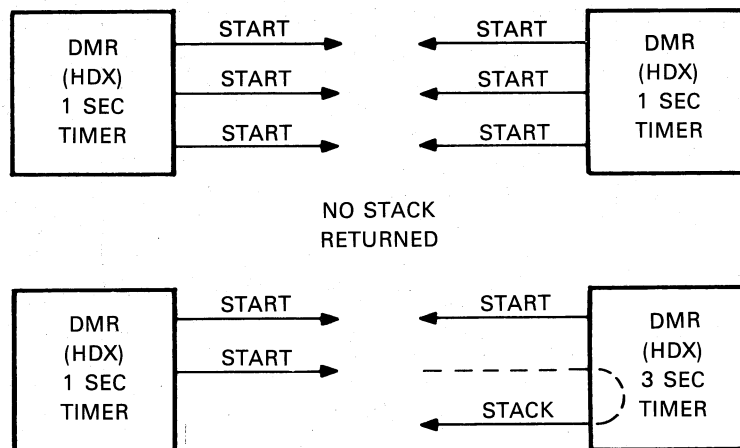 DMR
(HDX)
1 SEC
TIMER
START
START
START
START
START
START
DMR
(HDX)
1 SEC
TIMER
NO STACK
RETURNED
DMR
(HDX)
1 SEC
TIMER
START
START
START
STACK
DMR
(HDX)
3 SEC
TIMER